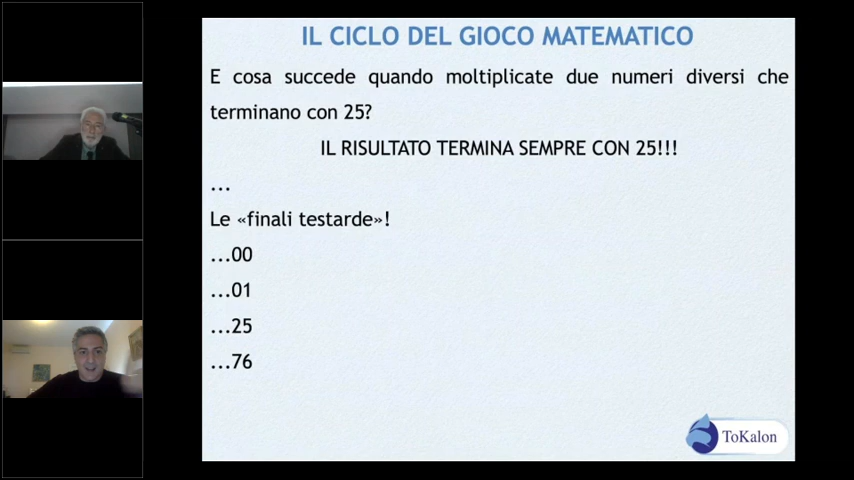 IL CICLO DEL GIOCO MATEMATICO
E cosa succede quando moltiplicate due numeri diversi che
terminano con 25?
IL RISULTATO TERMINA SEMPRE CON 25!!!
...
Le «finali testarde»!
...00
...01
...25
...76
ToKalon